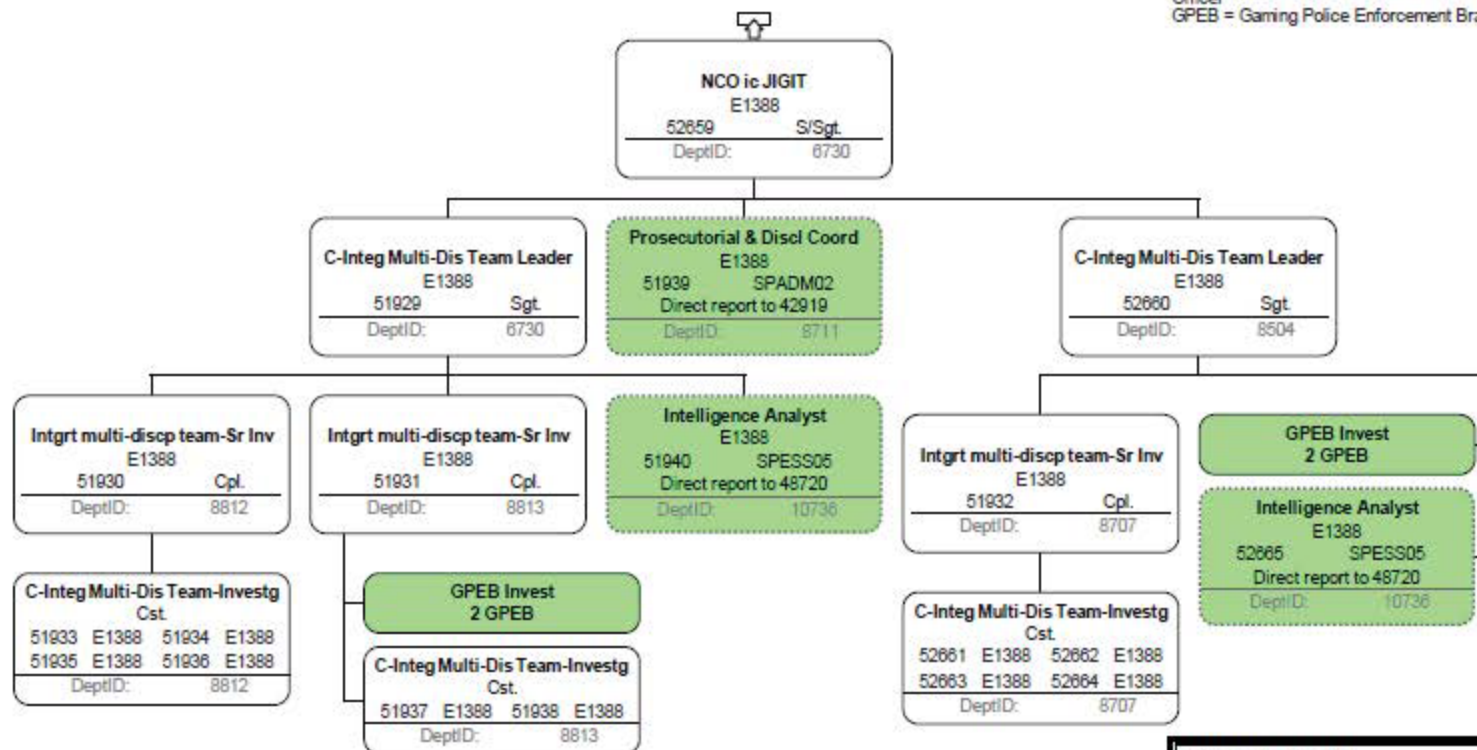 GPEB = Gaming Police Enforcement
NCO ic JIGIT
E1388
52659 S/Sgt.
DeptID: 6730
C-Integ Multi-Dis Team Leader
E1388
51929 Sgt.
DeptID: 6730
Prosecutorial & Discl Coord
E1388
51939 SPADM02
Direct report to 42919
DeptID: 8711
C-Integ Multi-Dis Team Leader
E1388
52660 Sgt.
DeptID: 8504
Intgrt multi-discp team-Sr Inv
E1388
51930 Cpl.
DeptID: 8812
Intgrt multi-discp team-Sr Inv
E1388
51931 Cpl.
DeptID: 8813
Intelligence Analyst
E1388
51940 SPESS05
Direct report to 48720
DeptID: 10736
Intgrt multi-discp team-Sr Inv
E1388
51932 Cpl.
DeptID: 8707
GPEB Invest
2 GPEB
Intelligence Analyst
E1388
52665 SPESS05
Direct report to 48720
DeptID: 10736
C-Integ Multi-Dis Team-Investg
Cst.
51933 E1388 51934 E1388
51935 E1388 51936 E1388
DeptID: 8812
GPEB Invest
2 GPEB
C-Integ Multi-Dis Team-Investg
Cst.
51937 E1388 51938 E1388
DeptID: 8813
C-Integ Multi-Dis Team-Investg
Cst.
52661 E1388 52662 E1388
52663 E1388 52664 E1388
DeptID: 8707